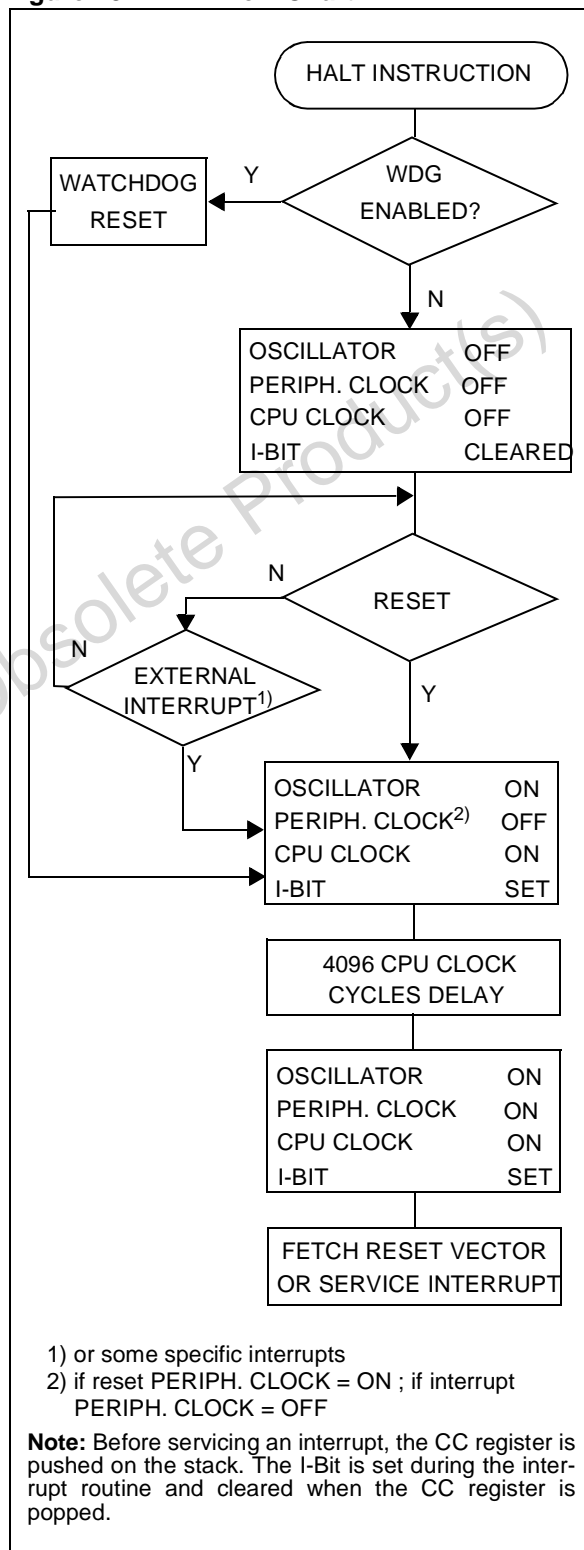 HALT INSTRUCTION
WDG
ENABLED?
Y
WATCHDOG
RESET
N
OSCILLATOR OFF
PERIPH. CLOCK OFF
CPU CLOCK OFF
I-BIT CLEARED
RESET
N
Y
EXTERNAL
INTERRUPT1)
N
Y
OSCILLATOR ON
PERIPH. CLOCK2) OFF
CPU CLOCK ON
I-BIT SET
4096 CPU CLOCK
CYCLES DELAY
OSCILLATOR ON
PERIPH. CLOCK ON
CPU CLOCK ON
I-BIT SET
FETCH RESET VECTOR
OR SERVICE INTERRUPT
1) or some specific interrupts
2) if reset PERIPH. CLOCK = ON ; if interrupt
PERIPH. CLOCK = OFF
Note: Before servicing an interrupt, the CC register is
pushed on the stack. The I-Bit is set during the inter-
rupt routine and cleared when the CC register is
popped.
Obsolete Product(s)